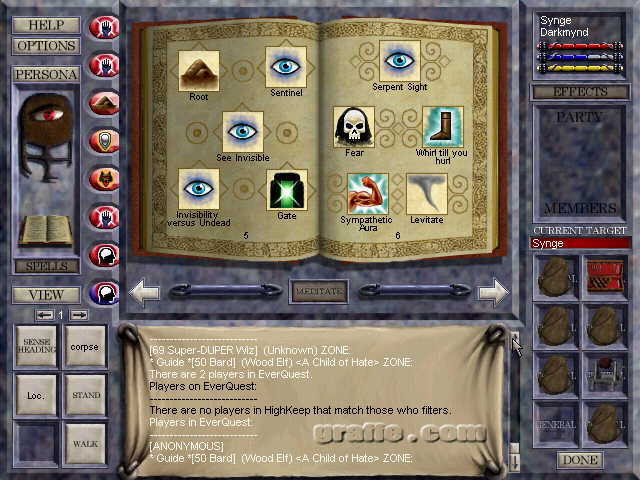 HELP
OPTIONS
PERSONA
SPELLS
VIEW
1
SENSE
HEADING
corpse
Loc.
STAND
WALK
Root
Sentinel
See Invisible
Invisibility
versus Undead
Gate
5
Serpent Sight
Fear
Whirl till you
hurl
Sympathetic
Aura
Levitate
6
MEDITATE
----------------------------
[69 Super-DUPER Wiz] (Unknown) ZONE:
* Guide *[50 Bard] (Wood Elf) <A Child of Hate> ZONE:
There are 2 players in EverQuest.
Players on EverQuest:
----------------------------
There are no players in HighKeep that match those who filters.
Players in EverQuest:
----------------------------
[ANONYMOUS]
* Guide *[50 Bard] (Wood Elf) <A Child of Hate> ZONE:
grafio.com
Synge
Darkmynd
EFFECTS
PARTY
MEMBERS
CURRENT TARGET
Synge
GENERAL
DONE